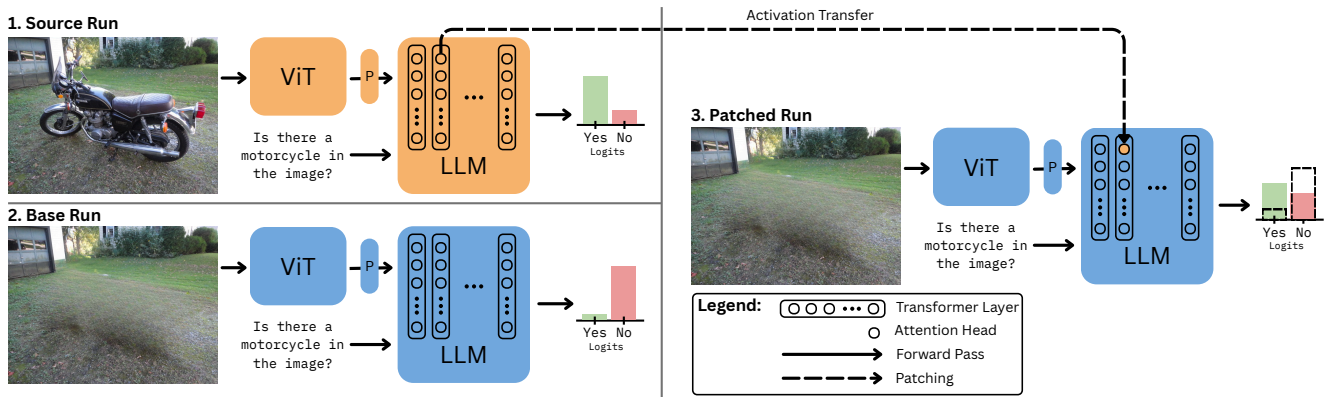 1. Source Run
ViT
P
LLM
Is there a
motorcycle in
the image?
Yes No
Logits
Activation Transfer
2. Base Run
ViT
P
LLM
Is there a
motorcycle in
the image?
Yes No
Logits
3. Patched Run
ViT
P
LLM
Is there a
motorcycle in
the image?
Yes No
Logits
Legend:
Transformer Layer
Attention Head
Forward Pass
Patching